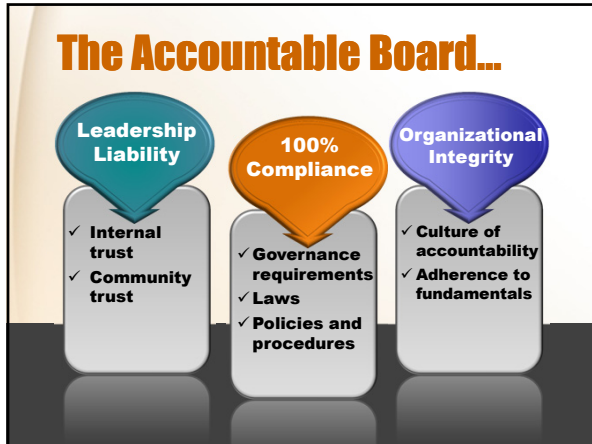 The Accountable Board...
Leadership
Liability
✓ Internal
trust
✓ Community
trust
100%
Compliance
✓ Governance
requirements
✓ Laws
✓ Policies and
procedures
Organizational
Integrity
✓ Culture of
accountability
✓ Adherence to
fundamentals